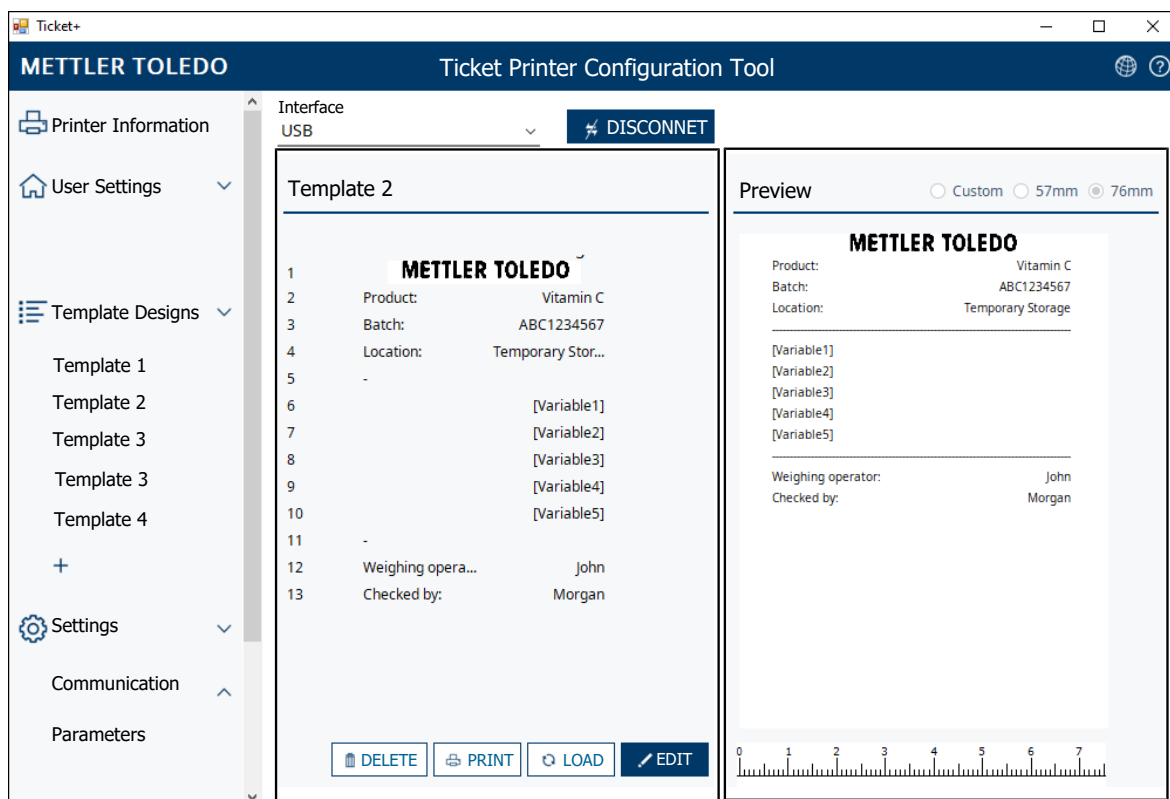 Ticket+
METTLER TOLEDO Ticket Printer Configuration Tool
Printer Information
User Settings
Template Designs
Template 1
Template 2
Template 3
Template 3
Template 4
+
Settings
Communication
Parameters
Interface
USB
DISCONNET
Template 2
1 METTLER TOLEDO
2 Product: Vitamin C
3 Batch: ABC1234567
4 Location: Temporary Stor...
5 -
6 [Variable1]
7 [Variable2]
8 [Variable3]
9 [Variable4]
10 [Variable5]
11 -
12 Weighing opera... John
13 Checked by: Morgan
DELETE PRINT LOAD EDIT
Preview Custom 57mm 76mm
METTLER TOLEDO
Product: Vitamin C
Batch: ABC1234567
Location: Temporary Storage
[Variable1]
[Variable2]
[Variable3]
[Variable4]
[Variable5]
Weighing operator: John
Checked by: Morgan
0 1 2 3 4 5 6 7